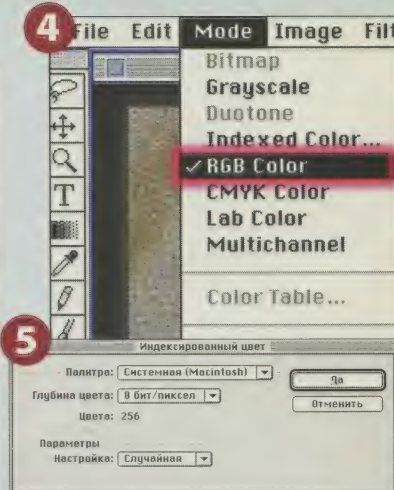 4
File Edit Mode Image Filt
Bitmap
Grayscale
Duotone
Indexed Color...
✓ RGB Color
CMYK Color
Lab Color
Multichannel
Color Table...
T
5
Индексированный цвет
Палитра: Системная (Macintosh)
Да
Глубина цвета: 8 бит/пиксел
Отменить
Цвета: 256
Параметры
Настройка: Случайная